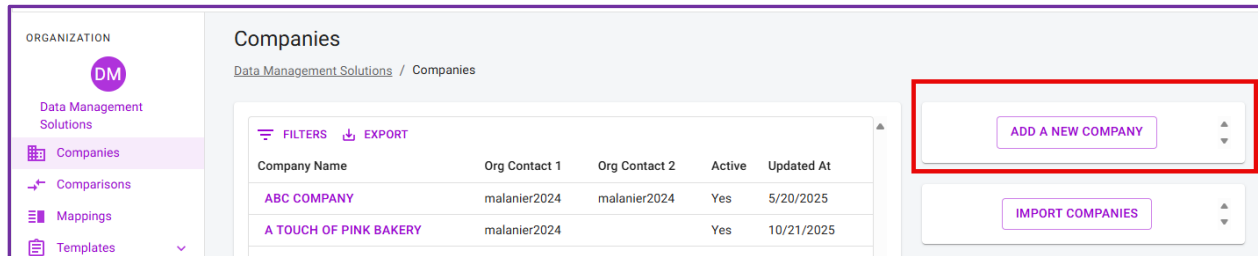 ORGANIZATION
DM
Data Management
Solutions
Companies
Comparisons
Mappings
Templates
Companies
Data Management Solutions / Companies
FILTERS EXPORT
Company Name Org Contact 1 Org Contact 2 Active Updated At
ABC COMPANY malanier2024 malanier2024 Yes 5/20/2025
A TOUCH OF PINK BAKERY malanier2024 Yes 10/21/2025
ADD A NEW COMPANY
IMPORT COMPANIES